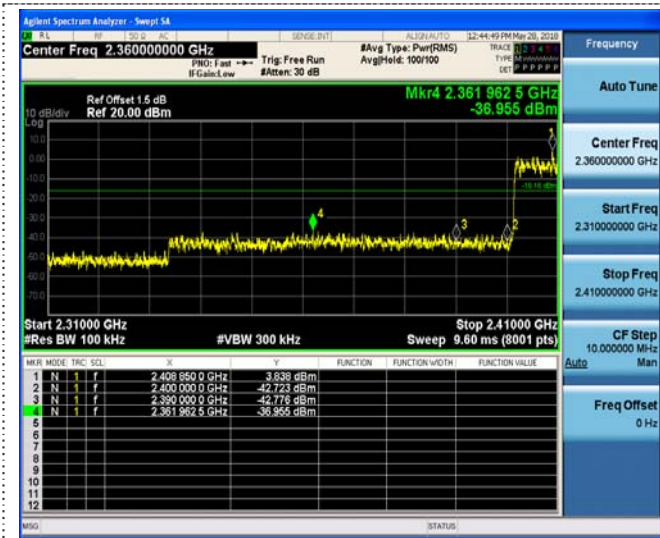 Agilent Spectrum Analyzer - Swept SA
RL RF 50 Ω AC SENSE:INT ALIGN AUTO 12:44:49 PM May 28, 2018
Center Freq 2.360000000 GHz
PNO: Fast
IFGain:Low
Trig: Free Run
#Atten: 30 dB
#Avg Type: Pwr(RMS)
Avg|Hold: 100/100
TRACE 1 2 3 4 5 6
TYPE M
DET P P P P P P
Ref Offset 1.5 dB
Ref 20.00 dBm
Mkr4 2.361 962 5 GHz
-36.955 dBm
10 dB/div
Log
10.0
0.00
-10.0
-20.0
-30.0
-40.0
-50.0
-60.0
-70.0
1
2
3
4
Start 2.31000 GHz
Stop 2.41000 GHz
#Res BW 100 kHz
#VBW 300 kHz
Sweep 9.60 ms (8001 pts)
MKR MODE TRC SCL X Y FUNCTION FUNCTION WIDTH FUNCTION VALUE
1 N 1 f 2.408 850 0 GHz 3.838 dBm
2 N 1 f 2.400 000 0 GHz -42.723 dBm
3 N 1 f 2.390 000 0 GHz -42.776 dBm
4 N 1 f 2.361 962 5 GHz -36.955 dBm
5
6
7
8
9
10
11
12
MSG STATUS
Frequency
Auto Tune
Center Freq
2.360000000 GHz
Start Freq
2.310000000 GHz
Stop Freq
2.410000000 GHz
CF Step
10.000000 MHz
Auto Man
Freq Offset
0 Hz